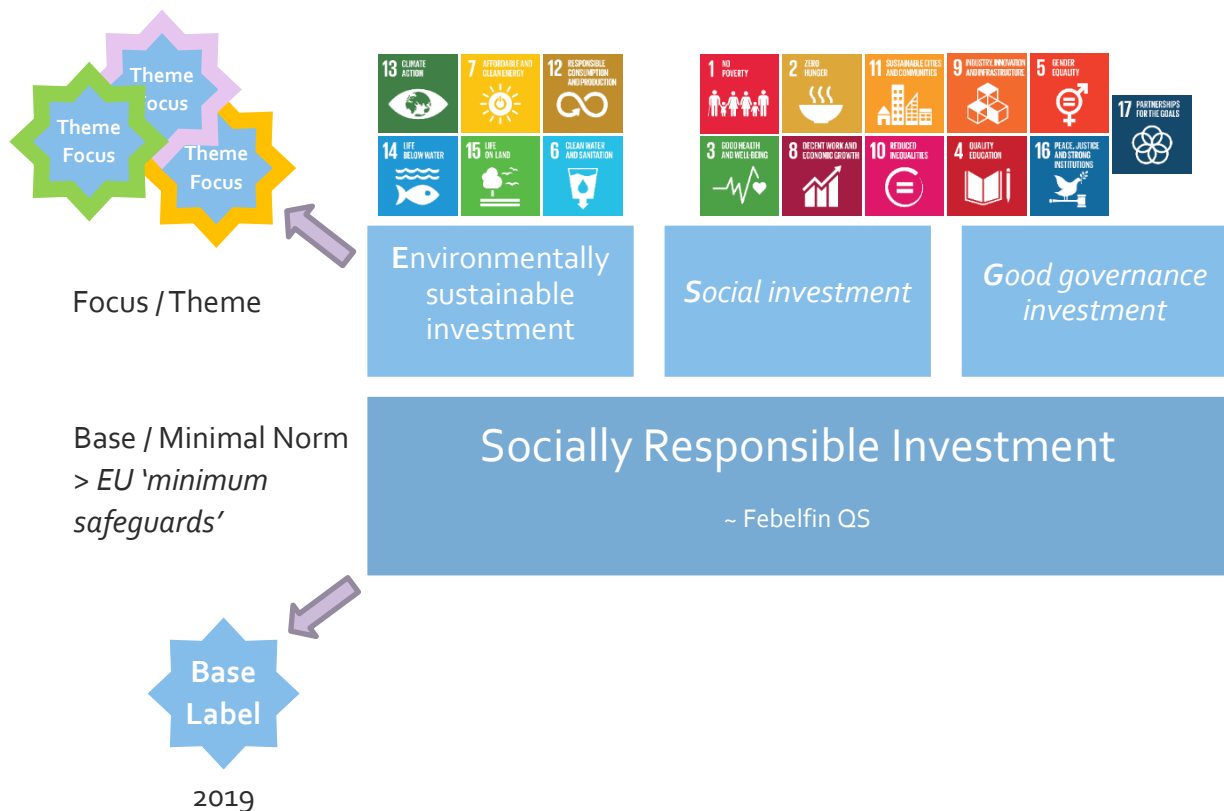 Theme
Focus
Theme
Focus
Theme
Focus
13 CLIMATE
ACTION
7 AFFORDABLE AND
CLEAN ENERGY
12 RESPONSIBLE
CONSUMPTION
AND PRODUCTION
14 LIFE
BELOW WATER
15 LIFE
ON LAND
6 CLEAN WATER
AND SANITATION
1 NO
POVERTY
2 ZERO
HUNGER
11 SUSTAINABLE CITIES
AND COMMUNITIES
9 INDUSTRY, INNOVATION
AND INFRASTRUCTURE
5 GENDER
EQUALITY
3 GOOD HEALTH
AND WELL-BEING
8 DECENT WORK AND
ECONOMIC GROWTH
10 REDUCED
INEQUALITIES
4 QUALITY
EDUCATION
16 PEACE, JUSTICE
AND STRONG
INSTITUTIONS
17 PARTNERSHIPS
FOR THE GOALS
Focus / Theme
Environmentally
sustainable
investment
Social investment
Good governance
investment
Base / Minimal Norm
> EU ‘minimum
safeguards’
Socially Responsible Investment
~ Febelfin QS
Base
Label
2019